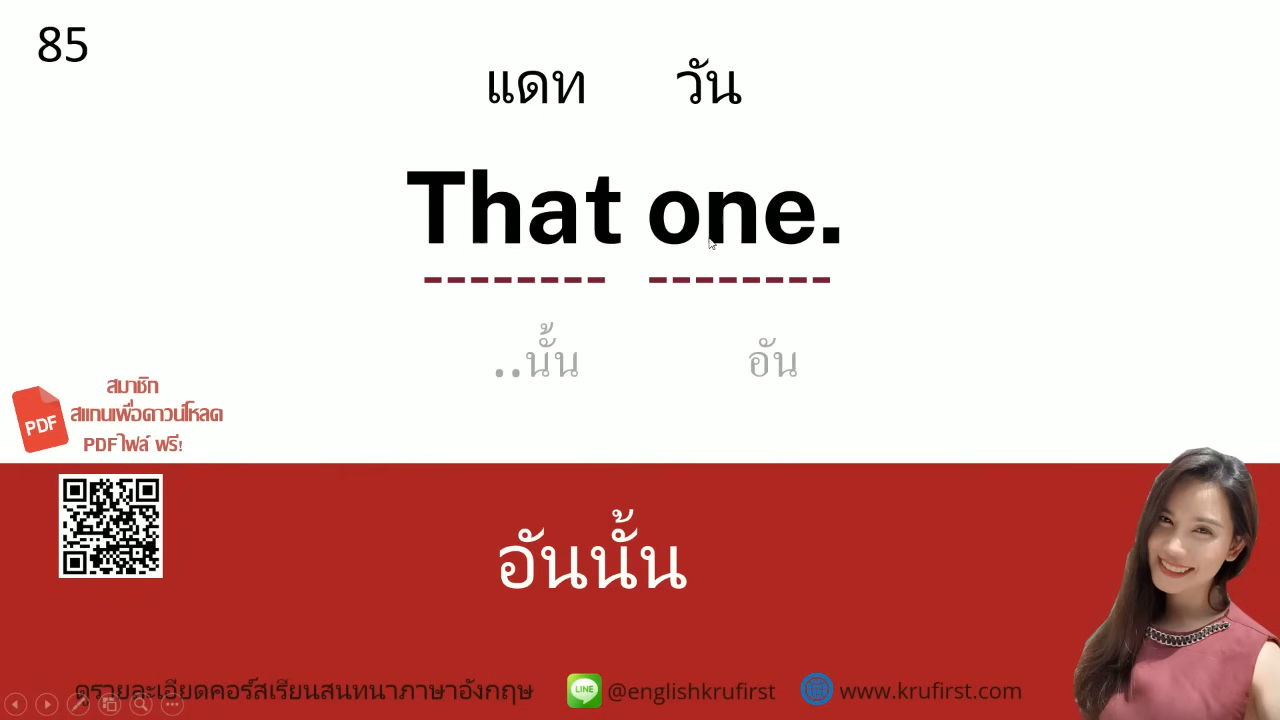 85
แดท วัน
That one.
..นั้น อัน
สมาชิก
สแกนเพื่อดาวน์โหลด
PDF
PDFไฟล์ ฟรี!
อันนั้น
ดูรายละเอียดคอร์สเรียนสนทนาภาษาอังกฤษ LINE @englishkrufirst www.krufirst.com